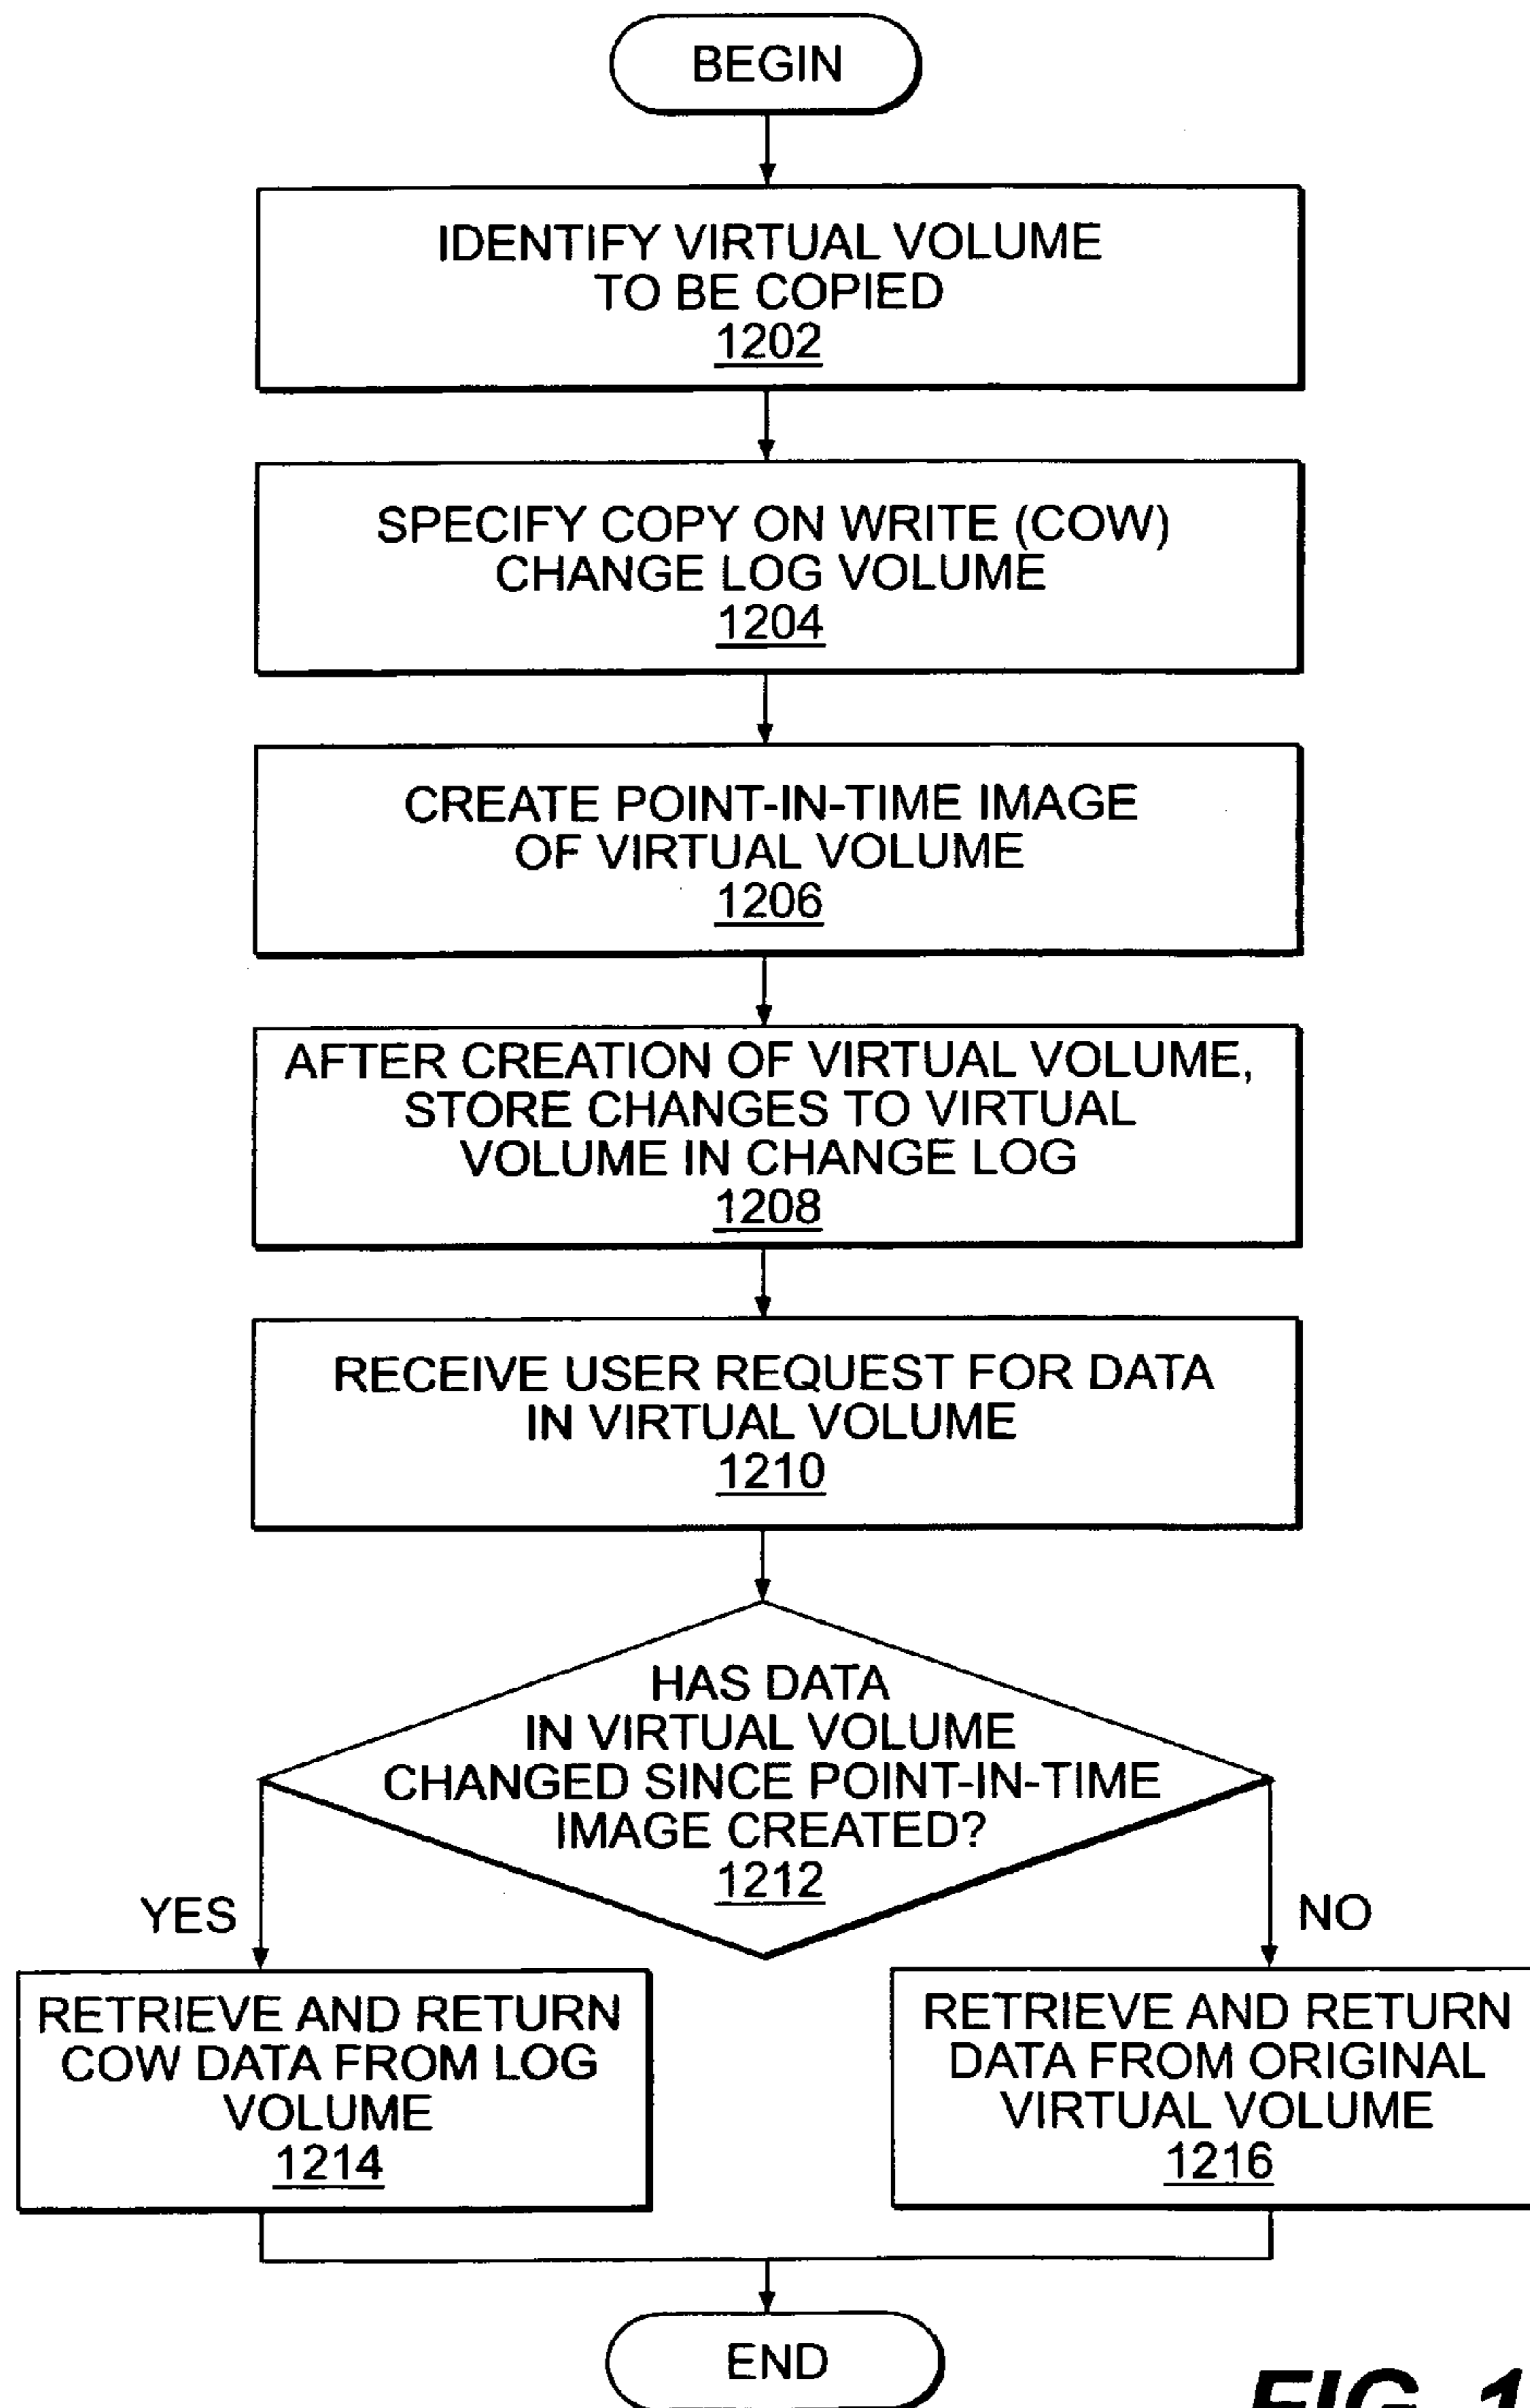 BEGIN
IDENTIFY VIRTUAL VOLUME
TO BE COPIED
1202
SPECIFY COPY ON WRITE (COW)
CHANGE LOG VOLUME
1204
CREATE POINT-IN-TIME IMAGE
OF VIRTUAL VOLUME
1206
AFTER CREATION OF VIRTUAL VOLUME,
STORE CHANGES TO VIRTUAL
VOLUME IN CHANGE LOG
1208
RECEIVE USER REQUEST FOR DATA
IN VIRTUAL VOLUME
1210
HAS DATA
IN VIRTUAL VOLUME
CHANGED SINCE POINT-IN-TIME
IMAGE CREATED?
1212
YES
NO
RETRIEVE AND RETURN
COW DATA FROM LOG
VOLUME
1214
RETRIEVE AND RETURN
DATA FROM ORIGINAL
VIRTUAL VOLUME
1216
END
FIG. 1